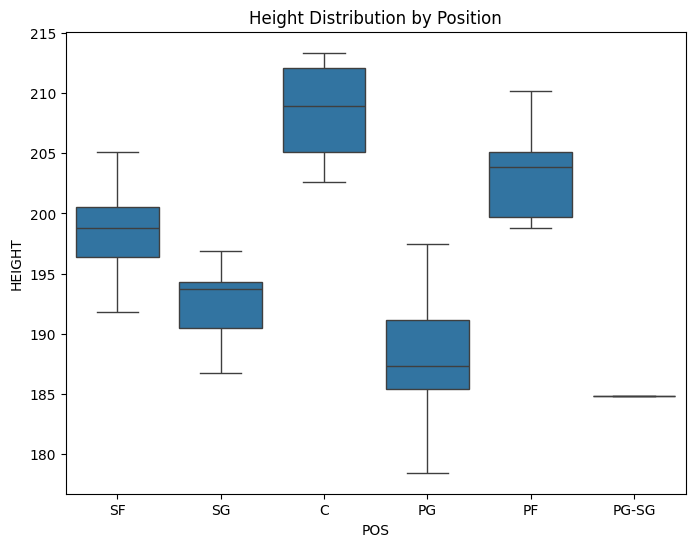 Height Distribution by Position
HEIGHT
215
210
205
200
195
190
185
180
SF SG C PG PF PG-SG
POS